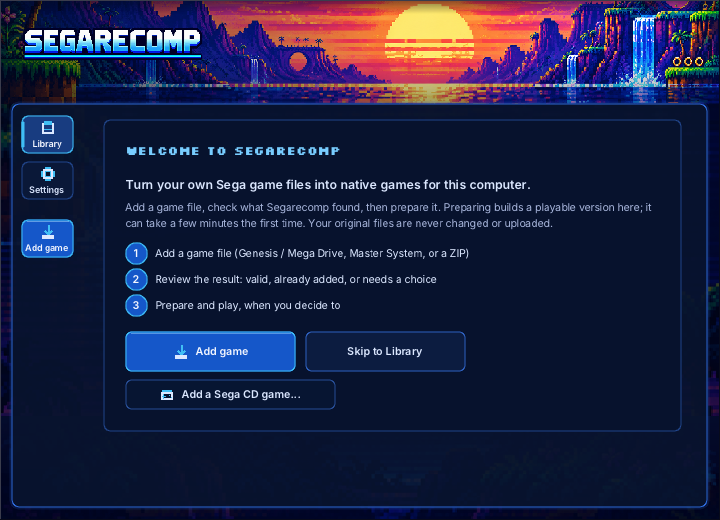 SEGARECOMP
Library
Settings
Add game
WELCOME TO SEGARECOMP
Turn your own Sega game files into native games for this computer.
Add a game file, check what Segarecomp found, then prepare it. Preparing builds a playable version here; it
can take a few minutes the first time. Your original files are never changed or uploaded.
1 Add a game file (Genesis / Mega Drive, Master System, or a ZIP)
2 Review the result: valid, already added, or needs a choice
3 Prepare and play, when you decide to
Add game Skip to Library
Add a Sega CD game...